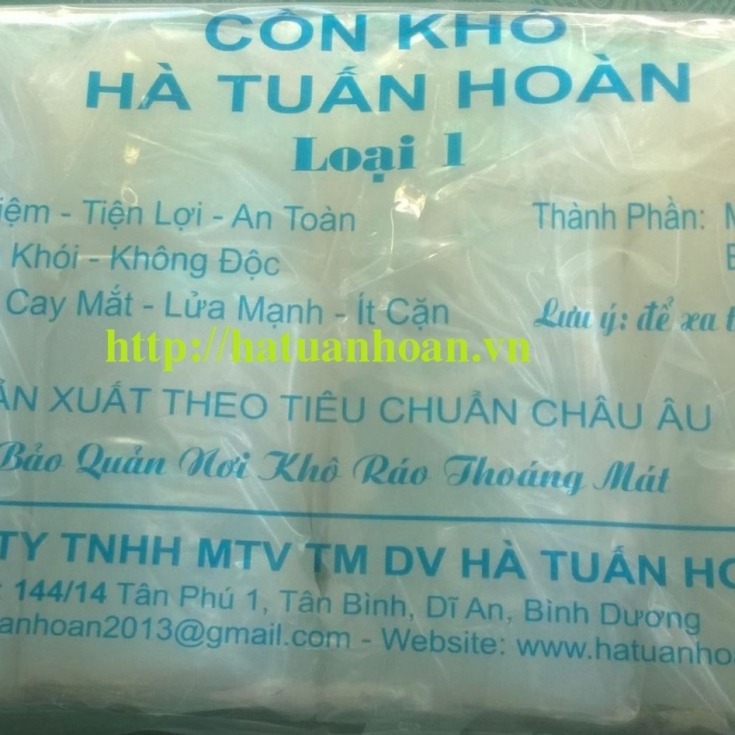 CỒN KHÔ
HÀ TUẤN HOÀN
Loại 1
iệm - Tiện Lợi - An Toàn
Khói - Không Độc
Cay Mắt - Lửa Mạnh - Ít Cặn
Thành Phần:
Lưu ý: để xa t
http://hatuanhoan.vn
ẢN XUẤT THEO TIÊU CHUẨN CHÂU ÂU
Bảo Quản Nơi Khô Ráo Thoáng Mát
TY TNHH MTV TM DV HÀ TUẤN HO
: 144/14 Tân Phú 1, Tân Bình, Dĩ An, Bình Dương
anhoan2013@gmail.com - Website: www.hatuanho